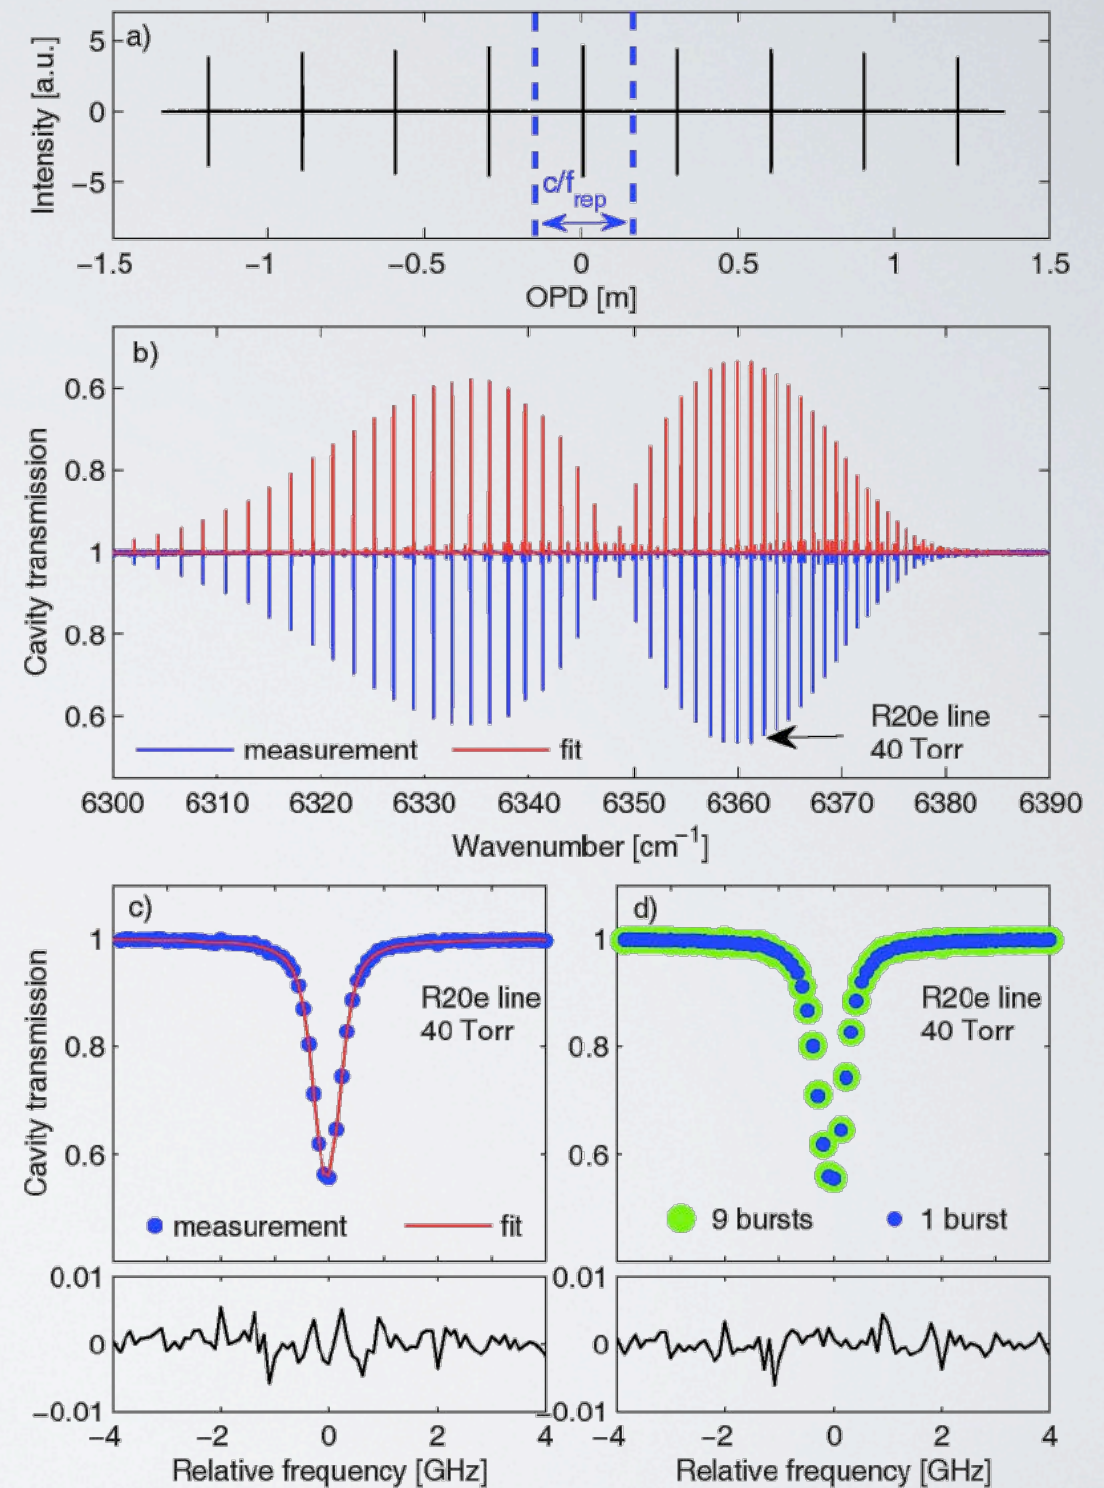 a)
Intensity [a.u.]
5
0
−5
c/f_rep
−1.5 −1 −0.5 0 0.5 1 1.5
OPD [m]
b)
Cavity transmission
0.6
0.8
1
0.8
0.6
measurement fit
R20e line
40 Torr
6300 6310 6320 6330 6340 6350 6360 6370 6380 6390
Wavenumber [cm⁻¹]
c)
Cavity transmission
1
0.8
0.6
R20e line
40 Torr
measurement fit
0.01
0
−0.01
−4 −2 0 2 4
Relative frequency [GHz]
d)
1
0.8
0.6
R20e line
40 Torr
9 bursts 1 burst
0.01
0
−0.01
−4 −2 0 2 4
Relative frequency [GHz]